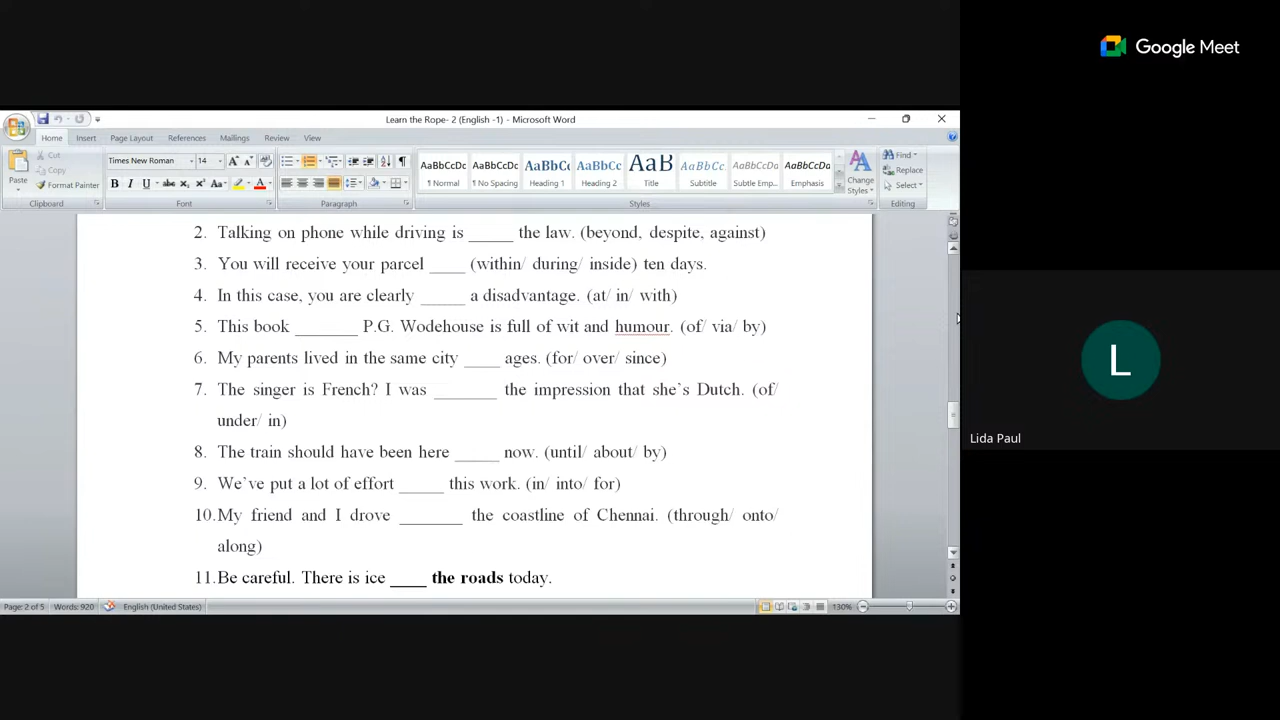 Google Meet
Learn the Rope- 2 (English -1) - Microsoft Word
Home Insert Page Layout References Mailings Review View
Cut
Copy
Paste
Format Painter
Times New Roman 14
AaBbCcDc AaBbCcDc AaBbC AaBbCc AaB AaBbCc. AaBbCcDa AaBbCcDa
¶ Normal ¶ No Spacing Heading 1 Heading 2 Title Subtitle Subtle Emp... Emphasis
Change Styles
Find
Replace
Select
Clipboard Font Paragraph Styles Editing
2. Talking on phone while driving is _____ the law. (beyond, despite, against)
3. You will receive your parcel ____ (within/ during/ inside) ten days.
4. In this case, you are clearly _____ a disadvantage. (at/ in/ with)
5. This book _______ P.G. Wodehouse is full of wit and humour. (of/ via/ by)
6. My parents lived in the same city ____ ages. (for/ over/ since)
7. The singer is French? I was _______ the impression that she's Dutch. (of/
under/ in)
8. The train should have been here _____ now. (until/ about/ by)
9. We've put a lot of effort _____ this work. (in/ into/ for)
10. My friend and I drove _______ the coastline of Chennai. (through/ onto/
along)
11. Be careful. There is ice ____ the roads today.
L
Lida Paul
Page: 2 of 5 Words: 920 English (United States) 130%